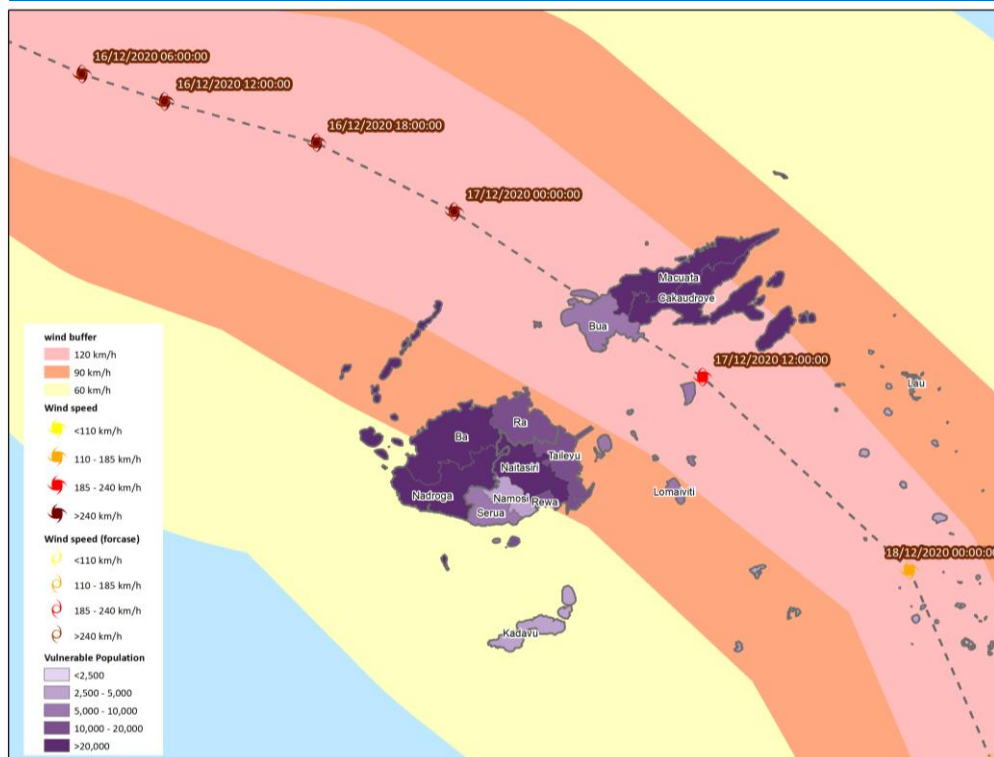 16/12/2020 06:00:00
16/12/2020 12:00:00
16/12/2020 18:00:00
17/12/2020 00:00:00
Macuata
Cakaudrove
Bua
17/12/2020 12:00:00
Lau
Ra
Ba
Tailevu
Naitasiri
Nadroga
Namosi
Rewa
Serua
Lomaiviti
18/12/2020 00:00:00
Kadavu
wind buffer
120 km/h
90 km/h
60 km/h
Wind speed
<110 km/h
110 - 185 km/h
185 - 240 km/h
>240 km/h
Wind speed (forcase)
<110 km/h
110 - 185 km/h
185 - 240 km/h
>240 km/h
Vulnerable Population
<2,500
2,500 - 5,000
5,000 - 10,000
10,000 - 20,000
>20,000